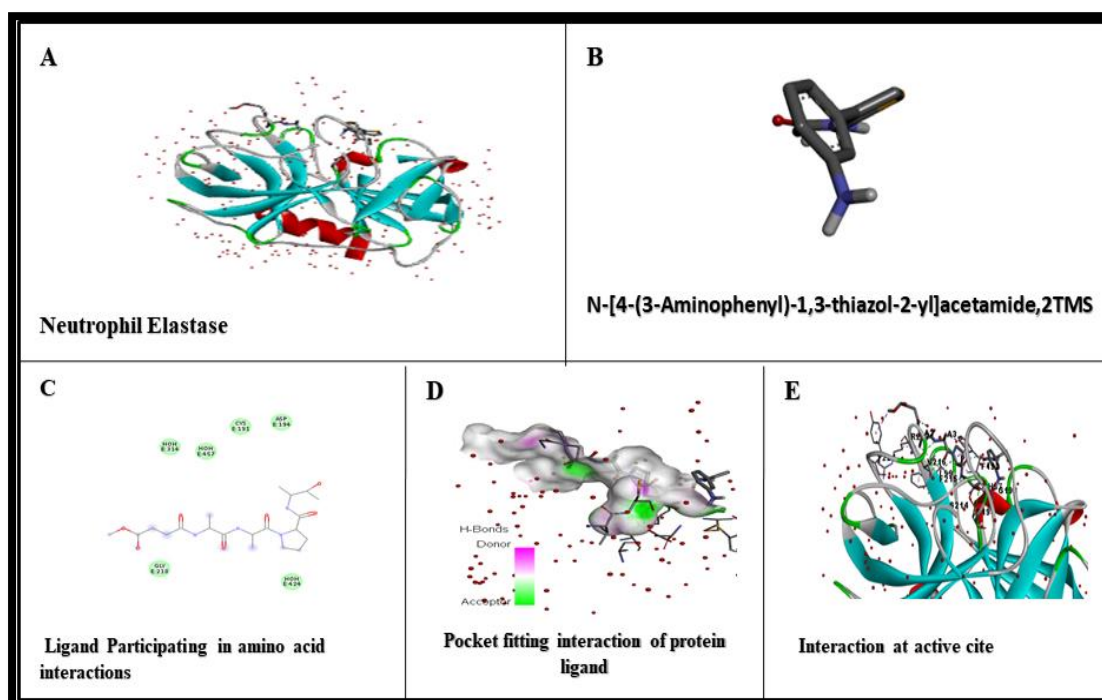 A
Neutrophil Elastase
B
N-[4-(3-Aminophenyl)-1,3-thiazol-2-yl]acetamide,2TMS
C
HOH
E:316
HOH
E:457
CYS
E:191
ASP
E:194
GLY
E:218
HOH
E:426
Ligand Participating in amino acid
interactions
D
H-Bonds
Donor
Acceptor
Pocket fitting interaction of protein
ligand
E
Interaction at active cite